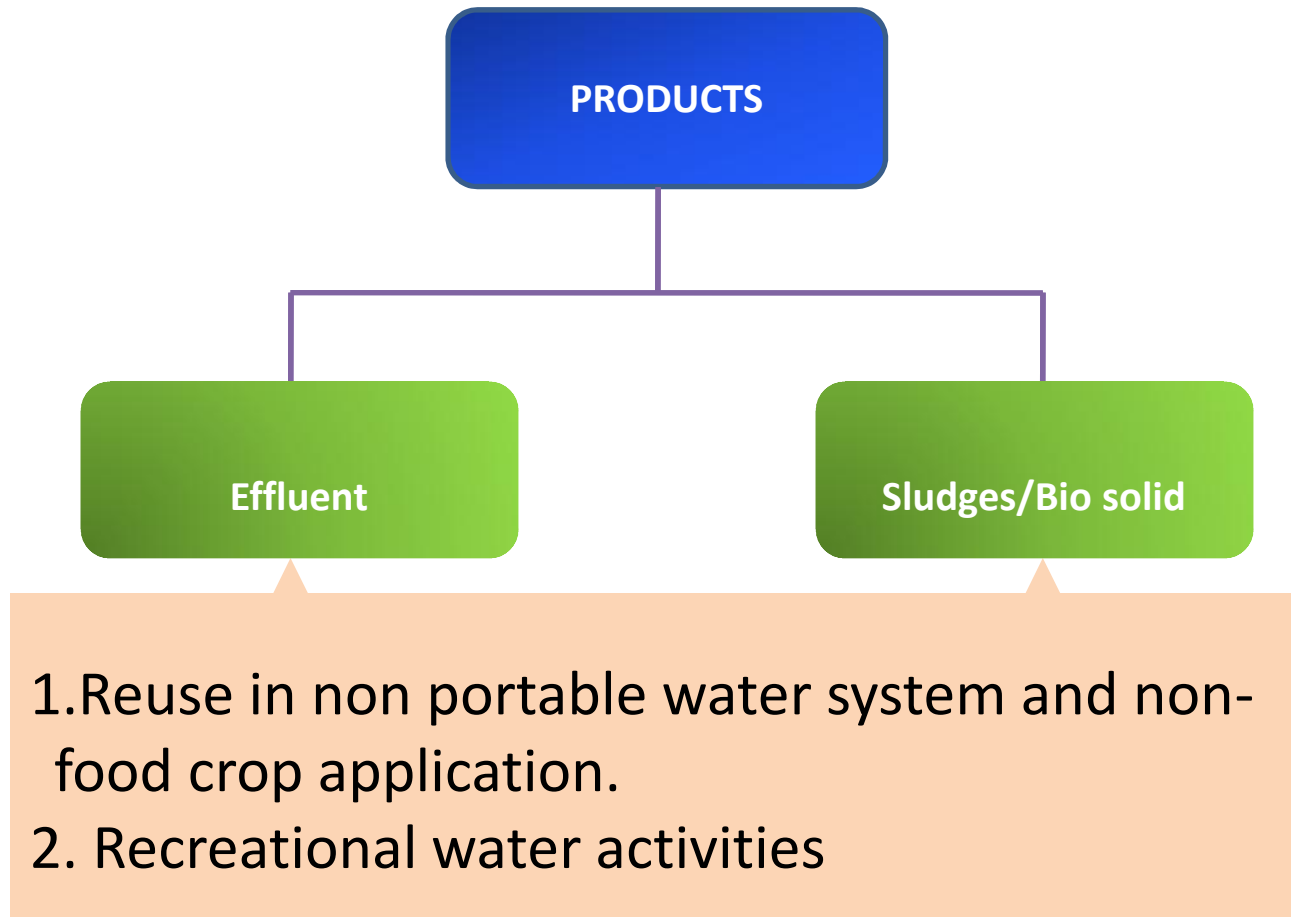 PRODUCTS
Effluent
Sludges/Bio solid
1.Reuse in non portable water system and non-
food crop application.
2. Recreational water activities